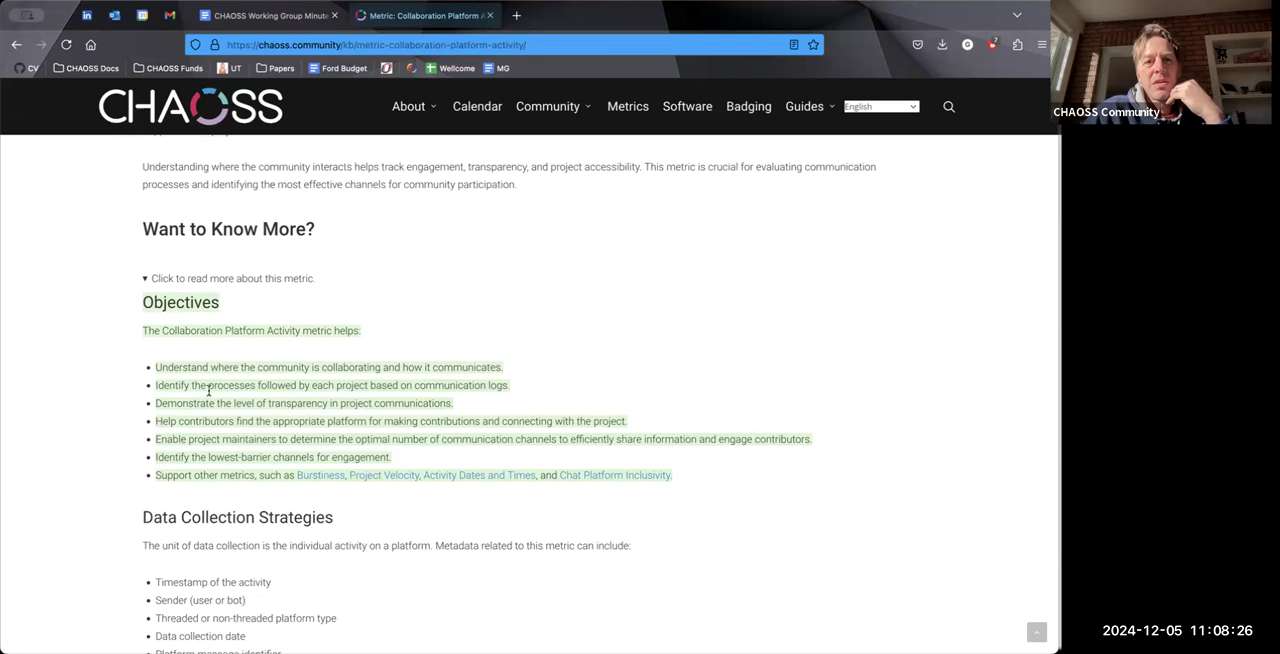 CHAOSS Working Group Minut
Metric: Collaboration Platform A
https://chaoss.community/kb/metric-collaboration-platform-activity/
CV
CHAOSS Docs
CHAOSS Funds
UT
Papers
Ford Budget
Wellcome
MG
CHAOSS
About
Calendar
Community
Metrics
Software
Badging
Guides
English
CHAOSS Community
Understanding where the community interacts helps track engagement, transparency, and project accessibility. This metric is crucial for evaluating communication
processes and identifying the most effective channels for community participation.
Want to Know More?
Click to read more about this metric.
Objectives
The Collaboration Platform Activity metric helps:
• Understand where the community is collaborating and how it communicates.
• Identify the processes followed by each project based on communication logs.
• Demonstrate the level of transparency in project communications.
• Help contributors find the appropriate platform for making contributions and connecting with the project.
• Enable project maintainers to determine the optimal number of communication channels to efficiently share information and engage contributors.
• Identify the lowest-barrier channels for engagement.
• Support other metrics, such as Burstiness, Project Velocity, Activity Dates and Times, and Chat Platform Inclusivity.
Data Collection Strategies
The unit of data collection is the individual activity on a platform. Metadata related to this metric can include:
• Timestamp of the activity
• Sender (user or bot)
• Threaded or non-threaded platform type
• Data collection date
• Platform message identifier
2024-12-05 11:08:26